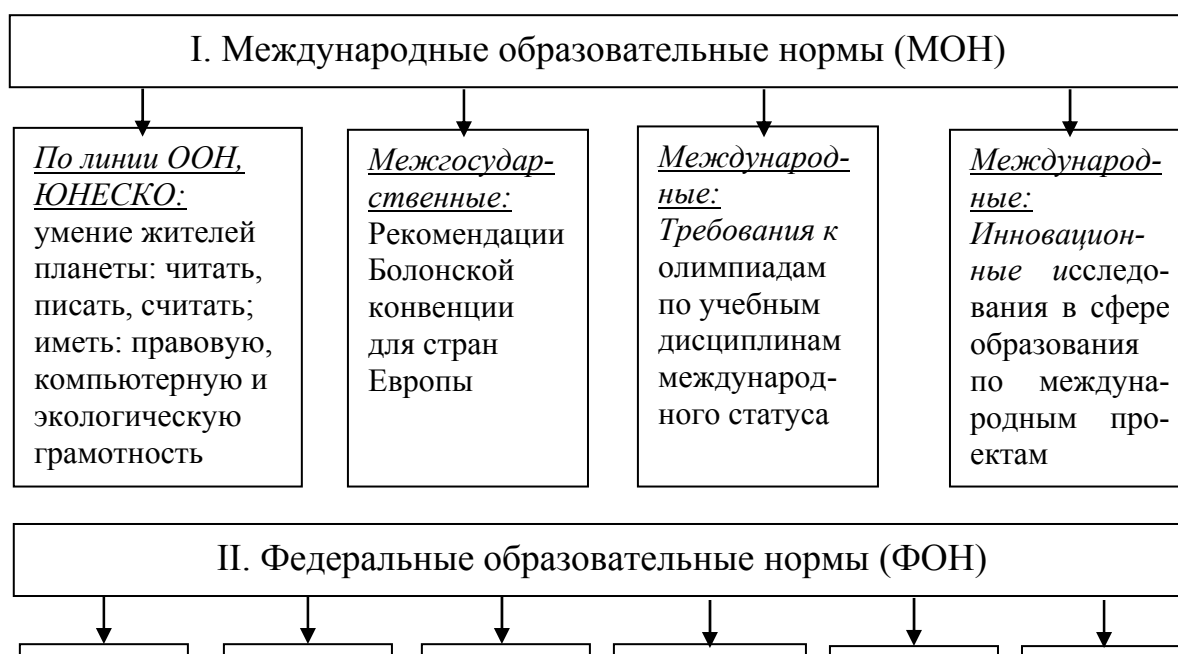 I. Международные образовательные нормы (МОН)
По линии ООН,
ЮНЕСКО:
умение жителей
планеты: читать,
писать, считать;
иметь: правовую,
компьютерную и
экологическую
грамотность
Межгосудар-
ственные:
Рекомендации
Болонской
конвенции
для стран
Европы
Международ-
ные:
Требования к
олимпиадам
по учебным
дисциплинам
международ-
ного статуса
Международ-
ные:
Инновацион-
ные исследо-
вания в сфере
образования
по междуна-
родным про-
ектам
II. Федеральные образовательные нормы (ФОН)